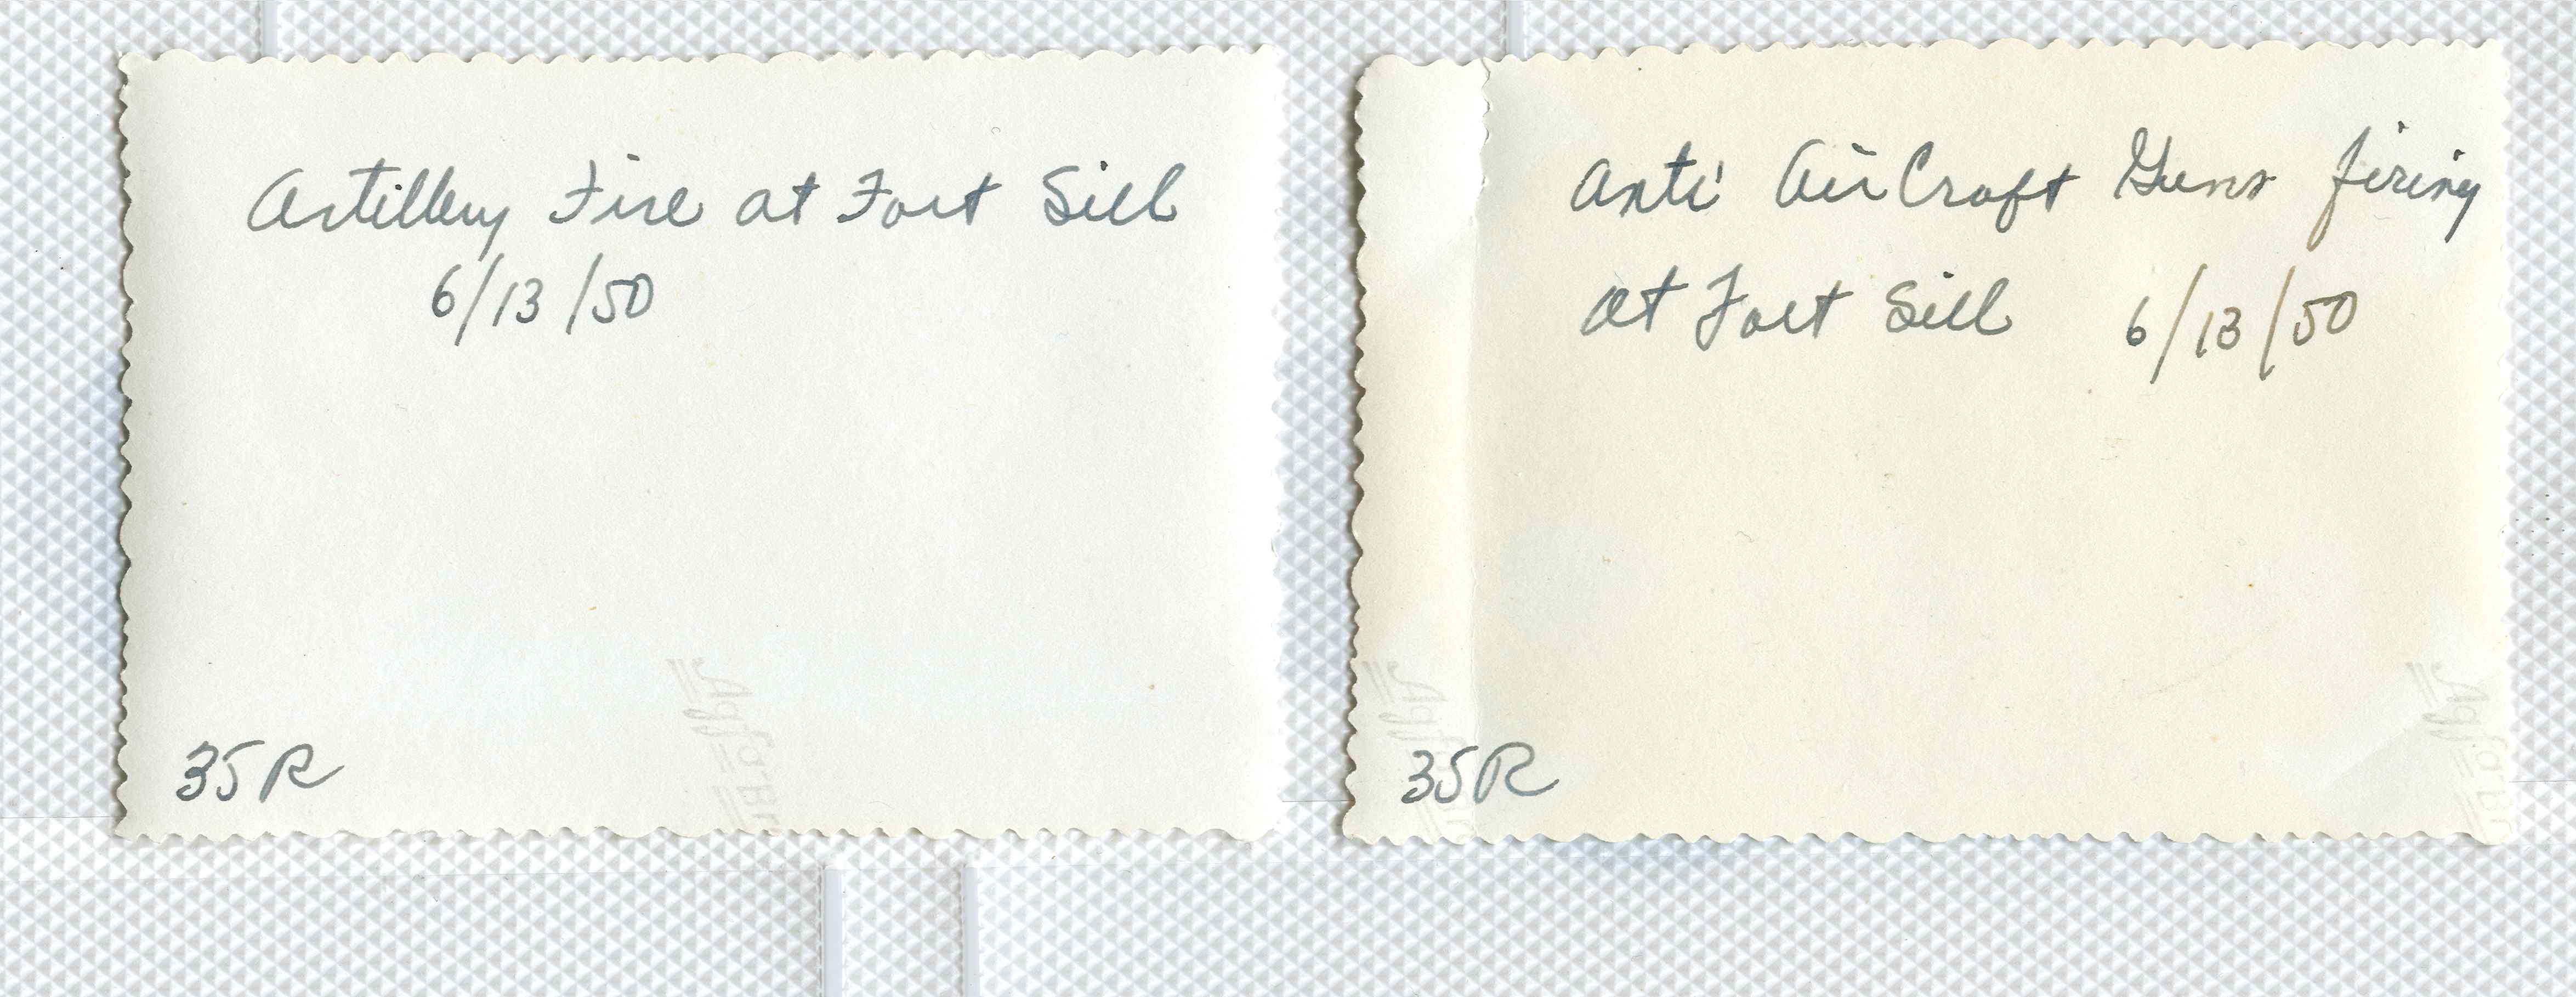 Artillery Fire at Fort Sill
6/13/50
35R
Anti AirCraft Guns firing
at Fort Sill 6/13/50
35R